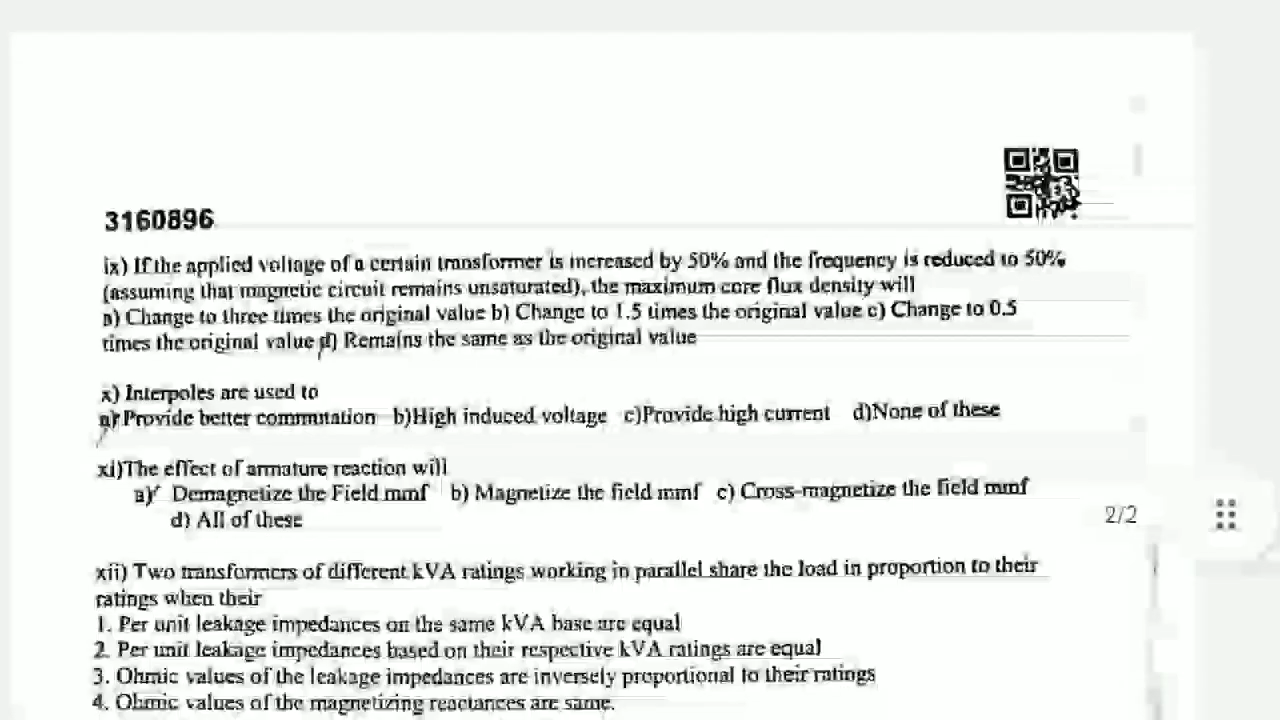 3160896
ix) If the applied voltage of a certain transformer is increased by 50% and the frequency is reduced to 50%
(assuming that magnetic circuit remains unsaturated), the maximum core flux density will
a) Change to three times the original value b) Change to 1.5 times the original value c) Change to 0.5
times the original value d) Remains the same as the original value
x) Interpoles are used to
a) Provide better commutation b)High induced voltage c)Provide high current d)None of these
xi)The effect of armature reaction will
a) Demagnetize the Field mmf b) Magnetize the field mmf c) Cross-magnetize the field mmf
d) All of these
2/2
xii) Two transformers of different kVA ratings working in parallel share the load in proportion to their
ratings when their
1. Per unit leakage impedances on the same kVA base are equal
2. Per unit leakage impedances based on their respective kVA ratings are equal
3. Ohmic values of the leakage impedances are inversely proportional to their ratings
4. Ohmic values of the magnetizing reactances are same.